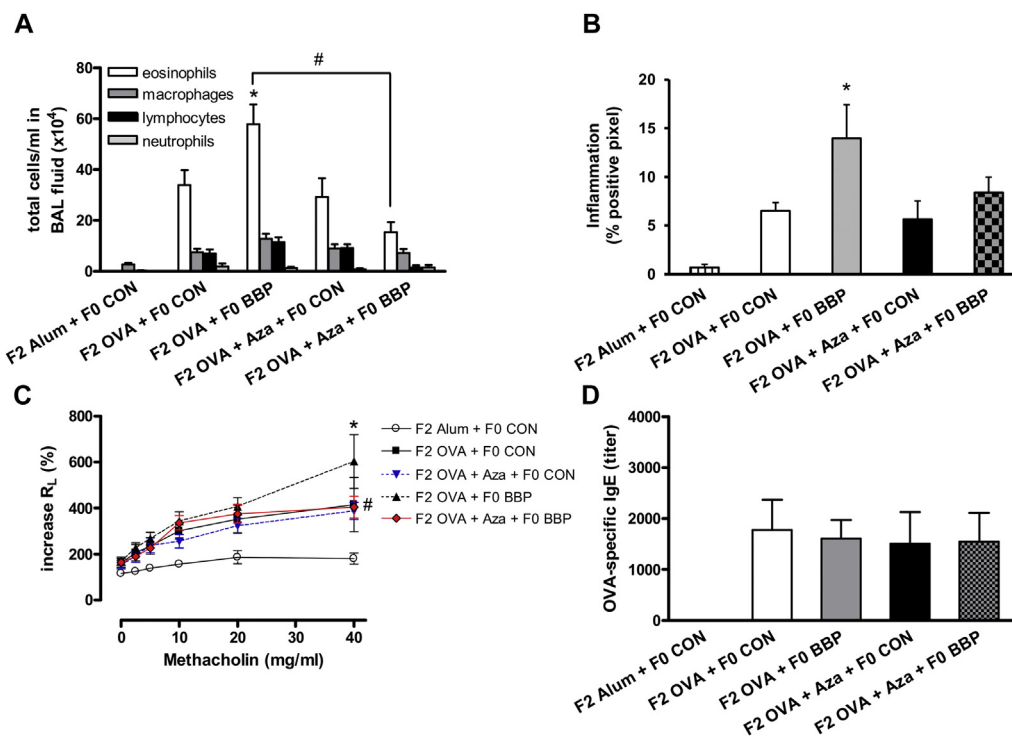 A
total cells/ml in
BAL fluid (x10⁴)
80
60
40
20
0
eosinophils
macrophages
lymphocytes
neutrophils
#
*
F2 Alum + F0 CON
F2 OVA + F0 CON
F2 OVA + F0 BBP
F2 OVA + Aza + F0 CON
F2 OVA + Aza + F0 BBP
B
Inflammation
(% positive pixel)
20
15
10
5
0
*
F2 Alum + F0 CON
F2 OVA + F0 CON
F2 OVA + F0 BBP
F2 OVA + Aza + F0 CON
F2 OVA + Aza + F0 BBP
C
increase R_L (%)
800
600
400
200
0
*
#
0 10 20 30 40
Methacholin (mg/ml)
F2 Alum + F0 CON
F2 OVA + F0 CON
F2 OVA + Aza + F0 CON
F2 OVA + F0 BBP
F2 OVA + Aza + F0 BBP
D
OVA-specific IgE (titer)
4000
3000
2000
1000
0
F2 Alum + F0 CON
F2 OVA + F0 CON
F2 OVA + F0 BBP
F2 OVA + Aza + F0 CON
F2 OVA + Aza + F0 BBP